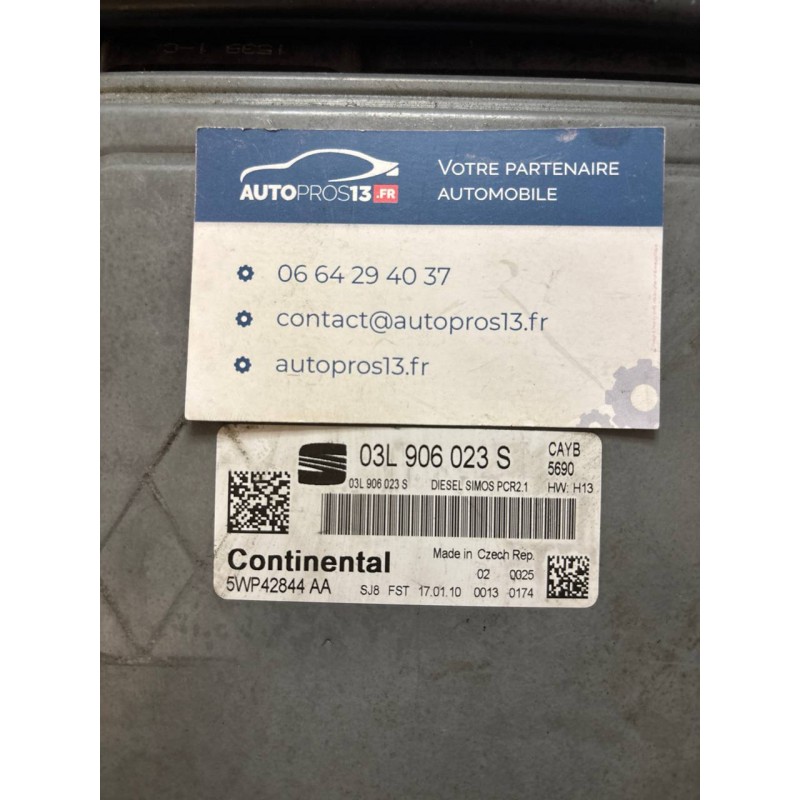 AUTOPROS13.FR
VOTRE PARTENAIRE
AUTOMOBILE
06 64 29 40 37
contact@autopros13.fr
autopros13.fr
03L 906 023 S
CAYB
5690
03L 906 023 S DIESEL SIMOS PCR2.1 HW: H13
Continental
Made in Czech Rep.
02 0025
5WP42844 AA
SJ8 FST 17.01.10 0013 0174